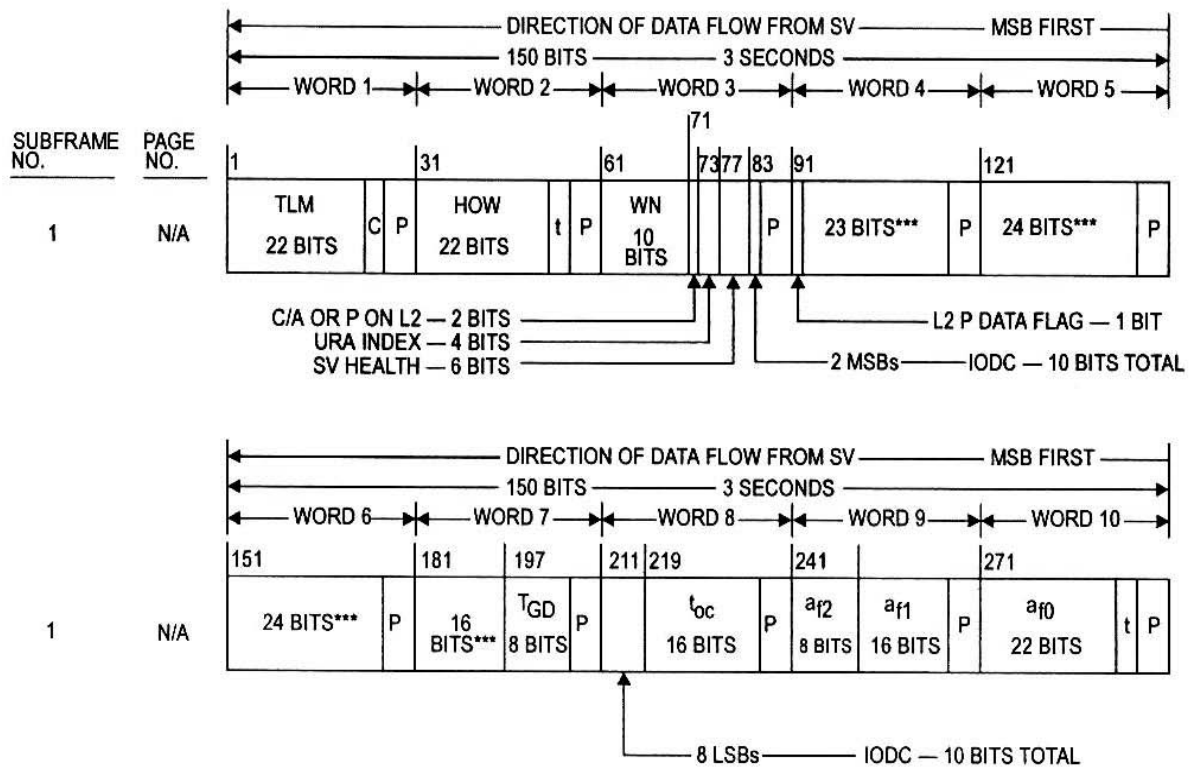 DIRECTION OF DATA FLOW FROM SV MSB FIRST
150 BITS 3 SECONDS
WORD 1 WORD 2 WORD 3 WORD 4 WORD 5
SUBFRAME NO. PAGE NO.
1 31 61 71 73 77 83 91 121
1 N/A
TLM 22 BITS C P HOW 22 BITS t P WN 10 BITS P 23 BITS*** P 24 BITS*** P
C/A OR P ON L2 — 2 BITS
URA INDEX — 4 BITS
SV HEALTH — 6 BITS
L2 P DATA FLAG — 1 BIT
2 MSBs IODC — 10 BITS TOTAL
DIRECTION OF DATA FLOW FROM SV MSB FIRST
150 BITS 3 SECONDS
WORD 6 WORD 7 WORD 8 WORD 9 WORD 10
151 181 197 211 219 241 271
1 N/A
24 BITS*** P 16 BITS*** TGD 8 BITS P toc 16 BITS P af2 8 BITS af1 16 BITS P af0 22 BITS t P
8 LSBs IODC — 10 BITS TOTAL